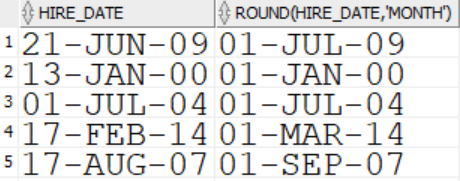 HIRE_DATE ROUND(HIRE_DATE,'MONTH')
1 21-JUN-09 01-JUL-09
2 13-JAN-00 01-JAN-00
3 01-JUL-04 01-JUL-04
4 17-FEB-14 01-MAR-14
5 17-AUG-07 01-SEP-07